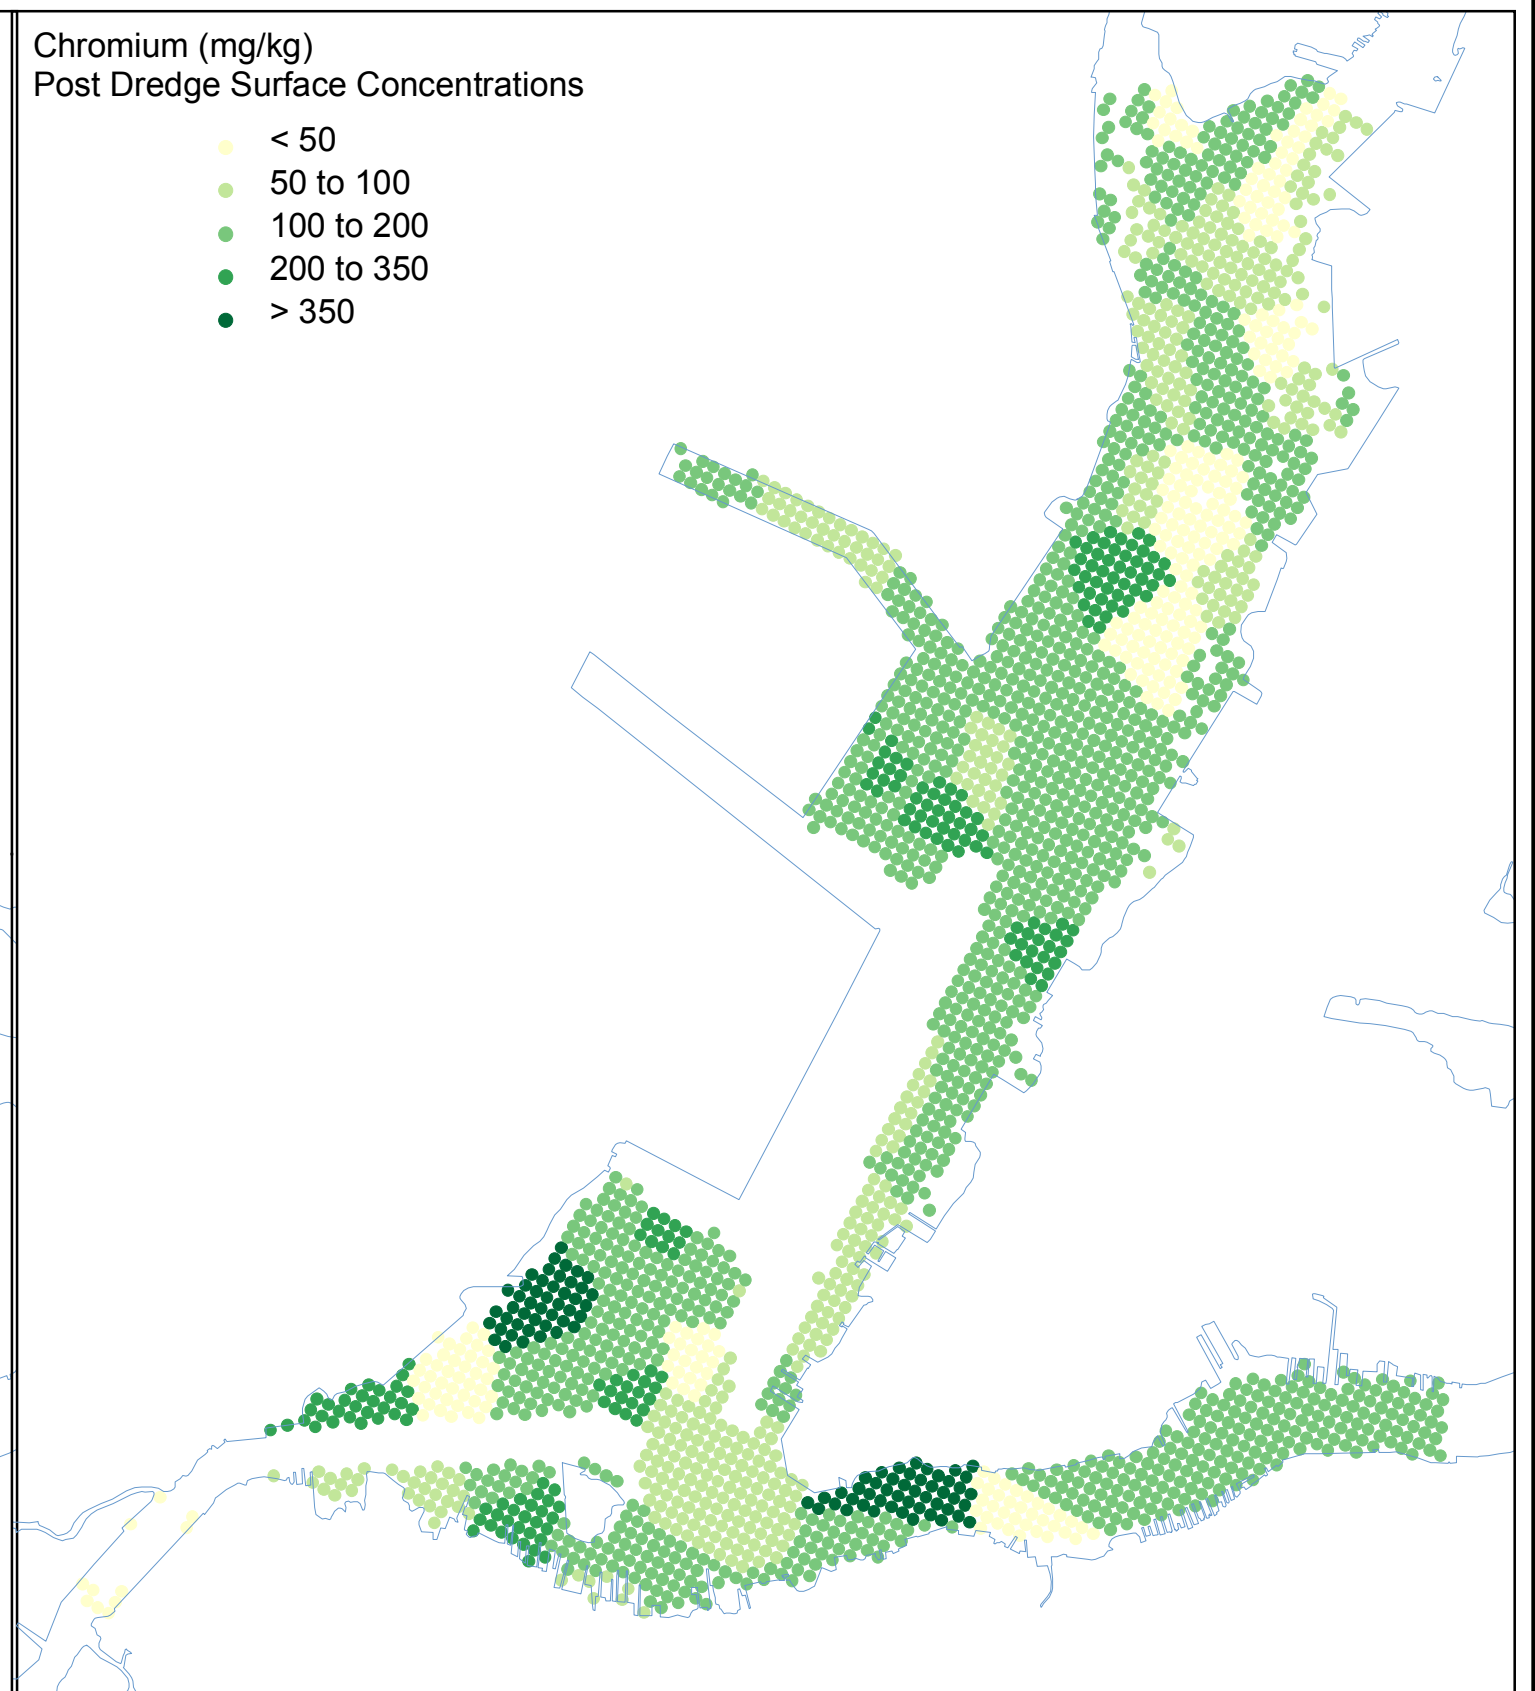 Chromium (mg/kg)
Post Dredge Surface Concentrations
< 50
50 to 100
100 to 200
200 to 350
> 350